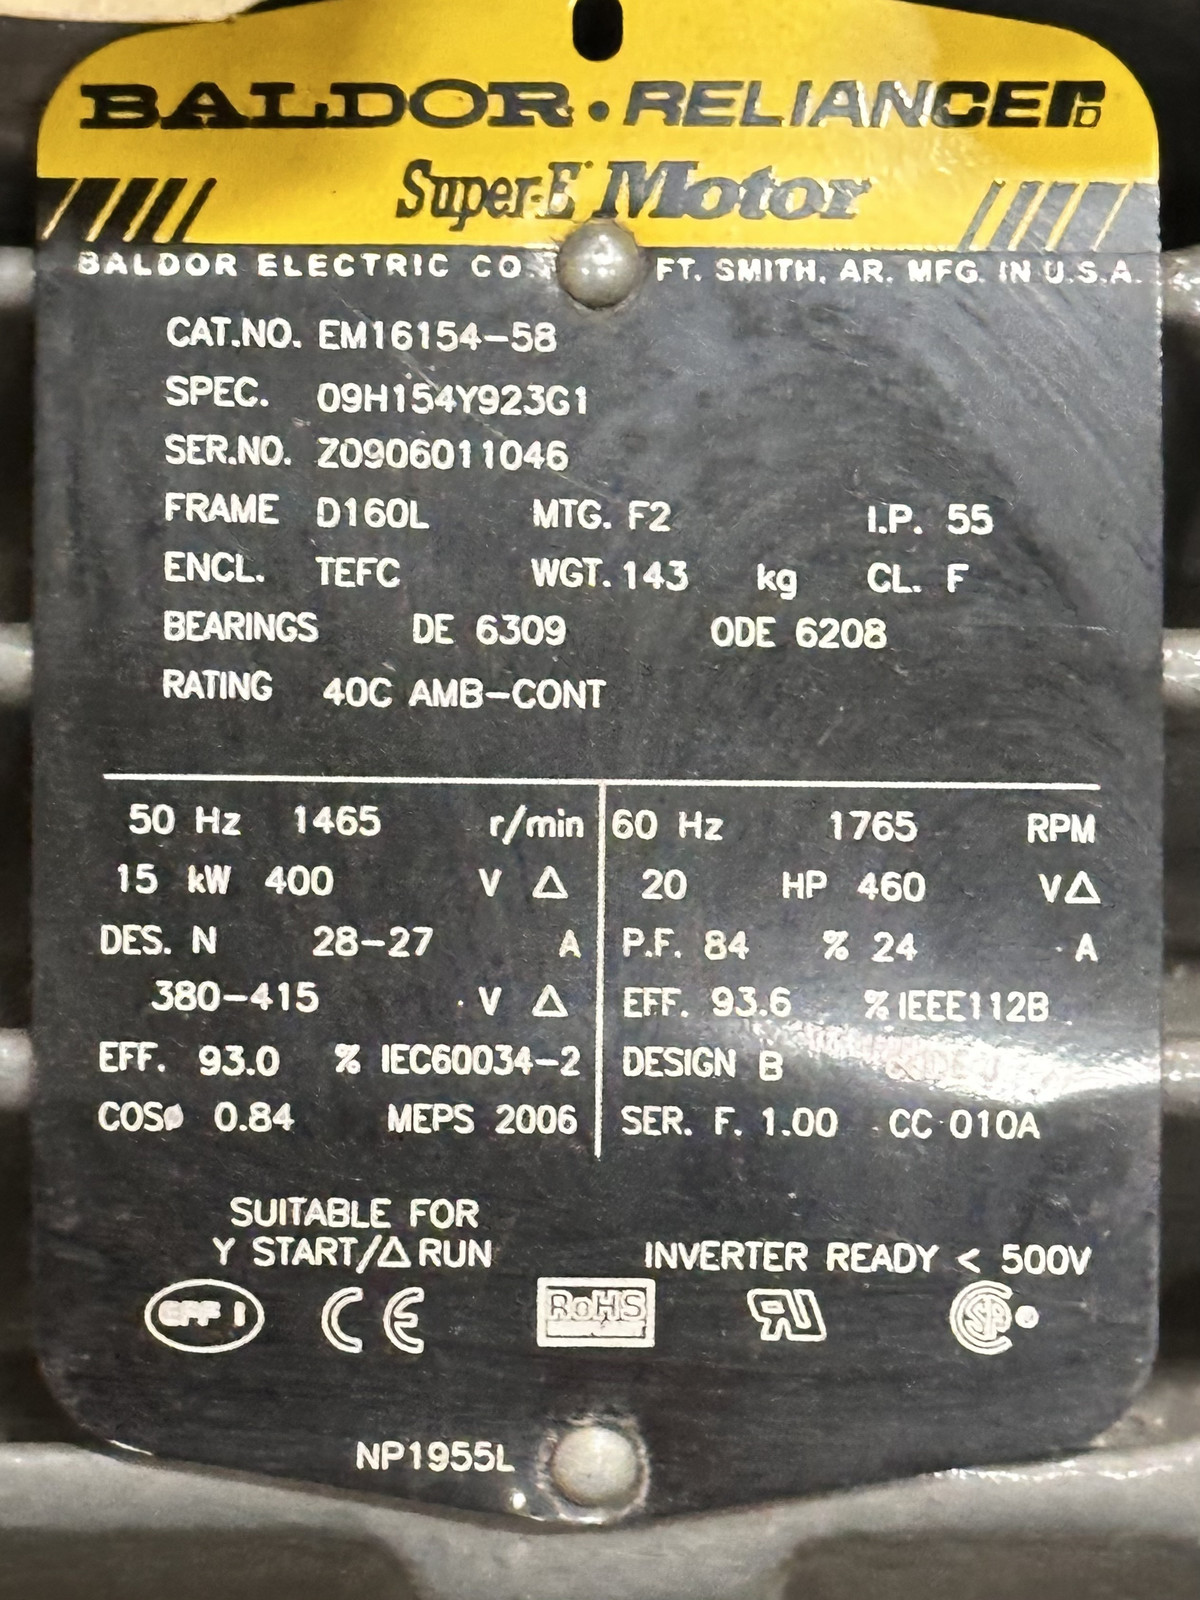 BALDOR • RELIANCE
Super-E Motor
BALDOR ELECTRIC CO. FT. SMITH, AR. MFG. IN U.S.A.
CAT.NO. EM16154-58
SPEC. 09H154Y923G1
SER.NO. Z0906011046
FRAME D160L MTG. F2 I.P. 55
ENCL. TEFC WGT. 143 kg CL. F
BEARINGS DE 6309 ODE 6208
RATING 40C AMB-CONT
50 Hz 1465 r/min
15 kW 400 V Δ
DES. N 28-27 A
380-415 V Δ
EFF. 93.0 % IEC60034-2
COSø 0.84 MEPS 2006
60 Hz 1765 RPM
20 HP 460 VΔ
P.F. 84 % 24 A
EFF. 93.6 % IEEE112B
DESIGN B
SER. F. 1.00 CC 010A
SUITABLE FOR
Y START/Δ RUN
INVERTER READY < 500V
EFF 1 CE RoHS RU CSA
NP1955L